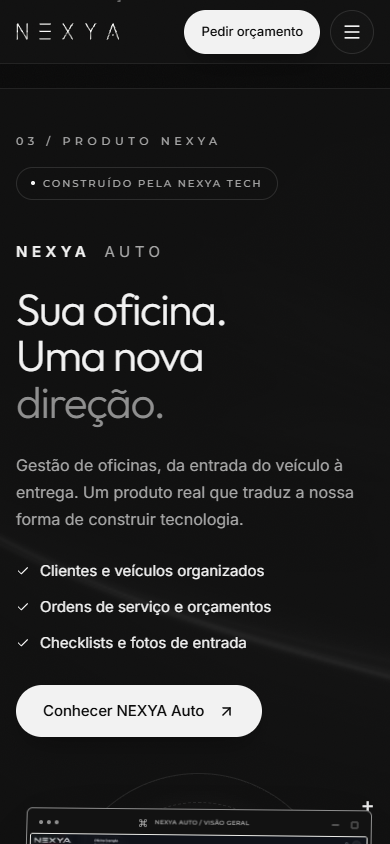 NEXYA
Pedir orçamento
03 / PRODUTO NEXYA
CONSTRUÍDO PELA NEXYA TECH
NEXYA AUTO
Sua oficina.
Uma nova
direção.
Gestão de oficinas, da entrada do veículo à
entrega. Um produto real que traduz a nossa
forma de construir tecnologia.
Clientes e veículos organizados
Ordens de serviço e orçamentos
Checklists e fotos de entrada
Conhecer NEXYA Auto
NEXYA AUTO / VISÃO GERAL
NEXYA